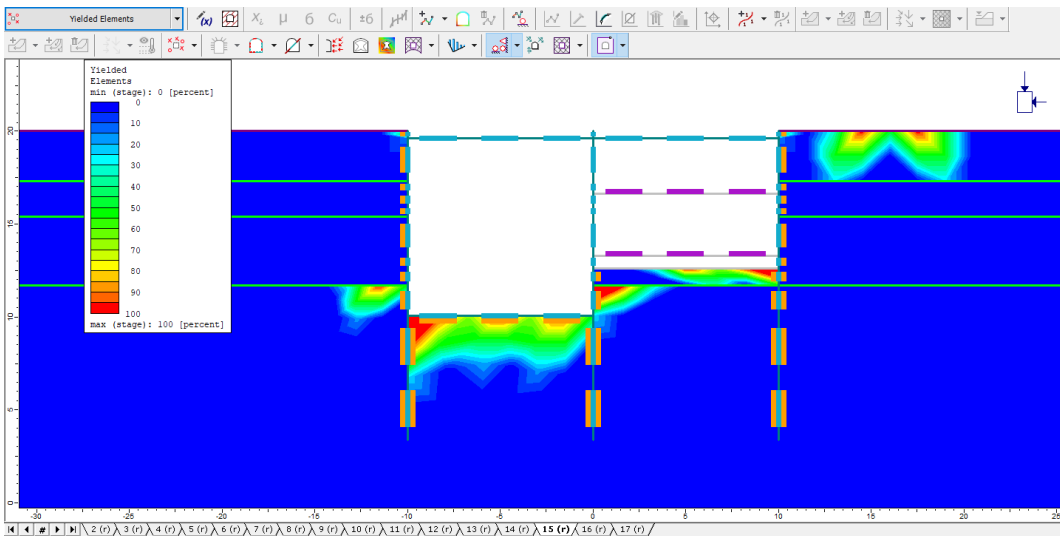 Yielded Elements
(x) X_L μ б C_u ±б
Yielded
Elements
min (stage): 0 [percent]
0
10
20
30
40
50
60
70
80
90
100
max (stage): 100 [percent]
20
15
10
5
0
-30 -25 -20 -15 -10 -5 0 5 10 15 20 25
# 2 (r) 3 (r) 4 (r) 5 (r) 6 (r) 7 (r) 8 (r) 9 (r) 10 (r) 11 (r) 12 (r) 13 (r) 14 (r) 15 (r) 16 (r) 17 (r)